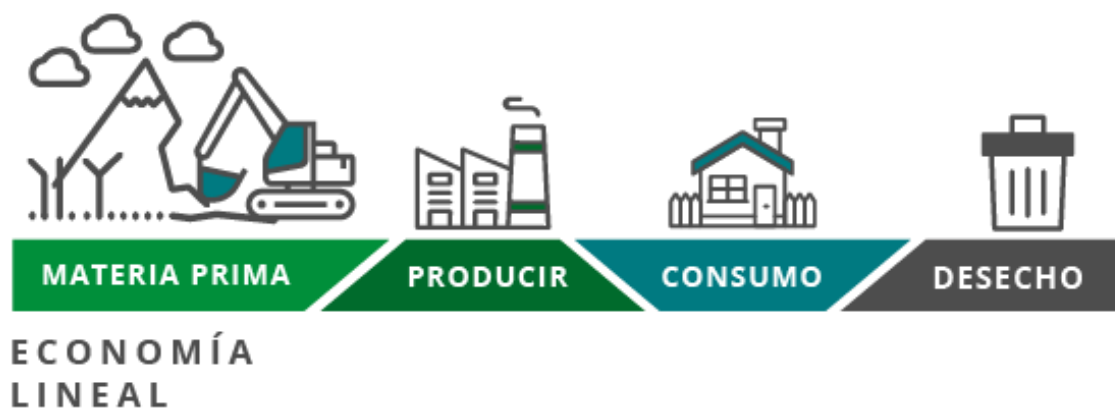 MATERIA PRIMA
PRODUCIR
CONSUMO
DESECHO
ECONOMÍA
LINEAL